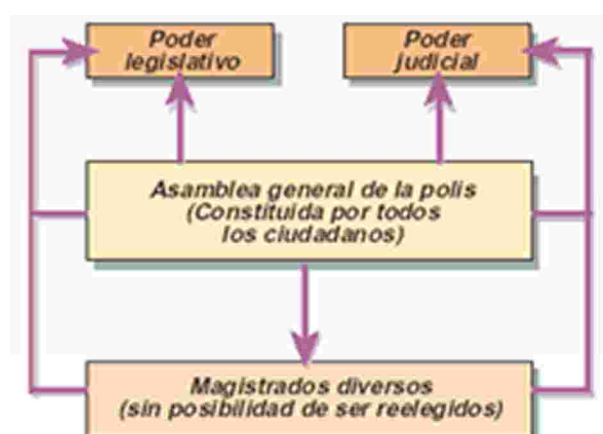 Poder
legislativo
Poder
judicial
Asamblea general de la polis
(Constituida por todos
los ciudadanos)
Magistrados diversos
(sin posibilidad de ser reelegidos)